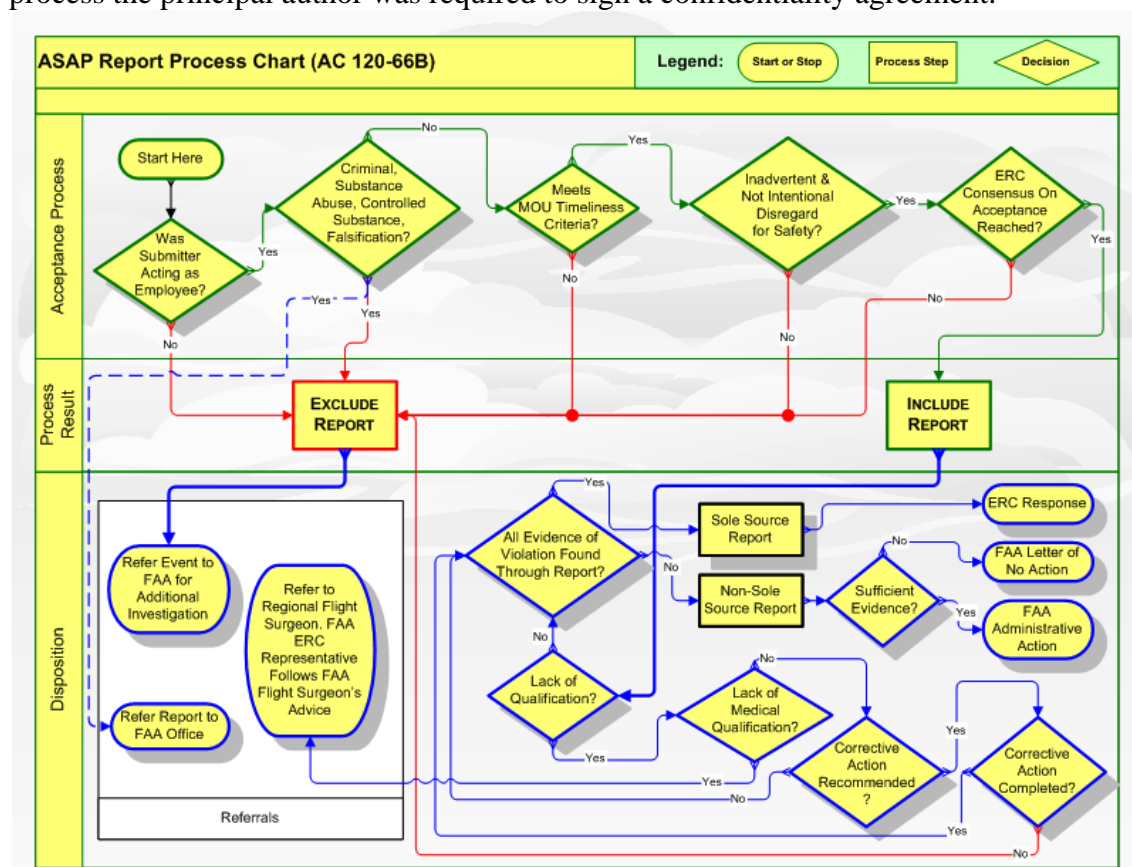 process the principal author was required to sign a confidentiality agreement.
ASAP Report Process Chart (AC 120-66B)
Legend:
Start or Stop
Process Step
Decision
Acceptance Process
Start Here
Was
Submitter
Acting as
Employee?
Yes
No
Criminal,
Substance
Abuse, Controlled
Substance,
Falsification?
No
Yes
Yes
Meets
MOU Timeliness
Criteria?
Yes
No
Inadvertent &
Not Intentional
Disregard
for Safety?
Yes
No
ERC
Consensus On
Acceptance
Reached?
Yes
No
Process
Result
EXCLUDE
REPORT
INCLUDE
REPORT
Disposition
Refer Event to
FAA for
Additional
Investigation
Refer to
Regional Flight
Surgeon. FAA
ERC
Representative
Follows FAA
Flight Surgeon's
Advice
Refer Report to
FAA Office
Referrals
All Evidence of
Violation Found
Through Report?
Yes
No
Sole Source
Report
ERC Response
Non-Sole
Source Report
Sufficient
Evidence?
No
FAA Letter of
No Action
Yes
FAA
Administrative
Action
Lack of
Qualification?
No
Yes
Lack of
Medical
Qualification?
No
Yes
Corrective
Action
Recommended
?
Yes
No
Corrective
Action
Completed?
Yes
No